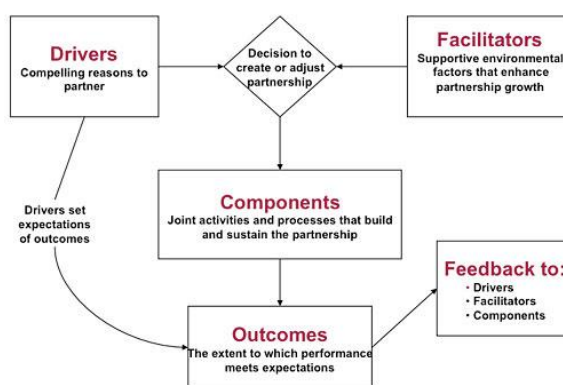 Drivers
Compelling reasons to
partner
Decision to
create or adjust
partnership
Facilitators
Supportive environmental
factors that enhance
partnership growth
Components
Joint activities and processes that build
and sustain the partnership
Drivers set
expectations
of outcomes
Feedback to:
· Drivers
· Facilitators
· Components
Outcomes
The extent to which performance
meets expectations